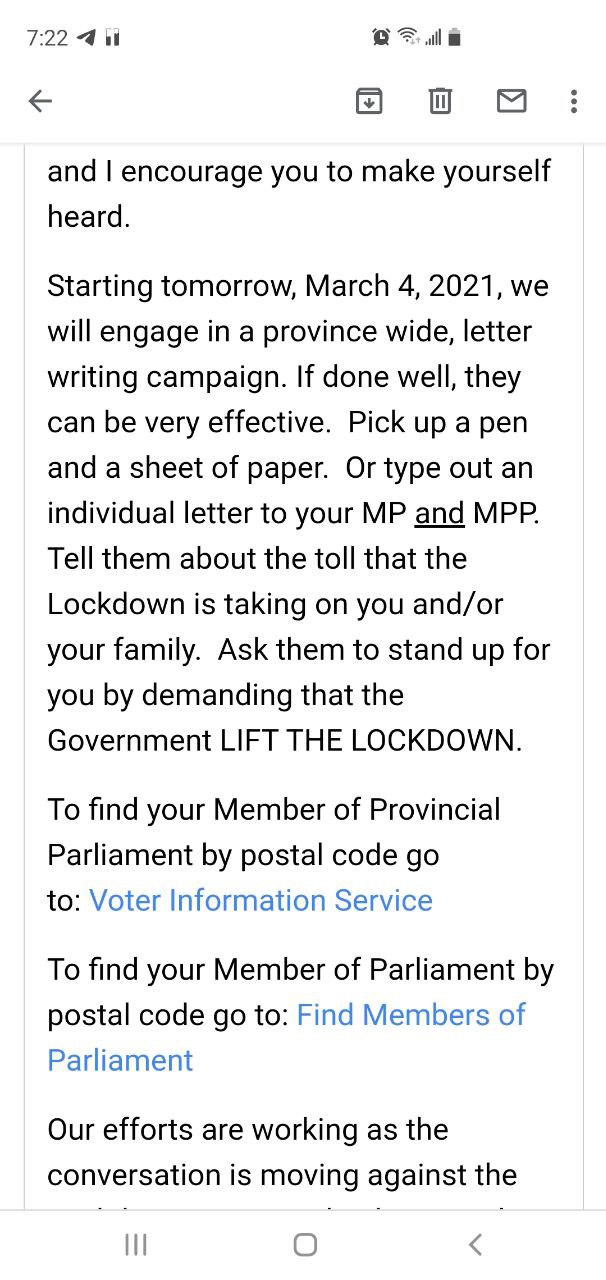 7:22
and I encourage you to make yourself
heard.
Starting tomorrow, March 4, 2021, we
will engage in a province wide, letter
writing campaign. If done well, they
can be very effective.  Pick up a pen
and a sheet of paper.  Or type out an
individual letter to your MP and MPP.
Tell them about the toll that the
Lockdown is taking on you and/or
your family.  Ask them to stand up for
you by demanding that the
Government LIFT THE LOCKDOWN.
To find your Member of Provincial
Parliament by postal code go
to: Voter Information Service
To find your Member of Parliament by
postal code go to: Find Members of
Parliament
Our efforts are working as the
conversation is moving against the